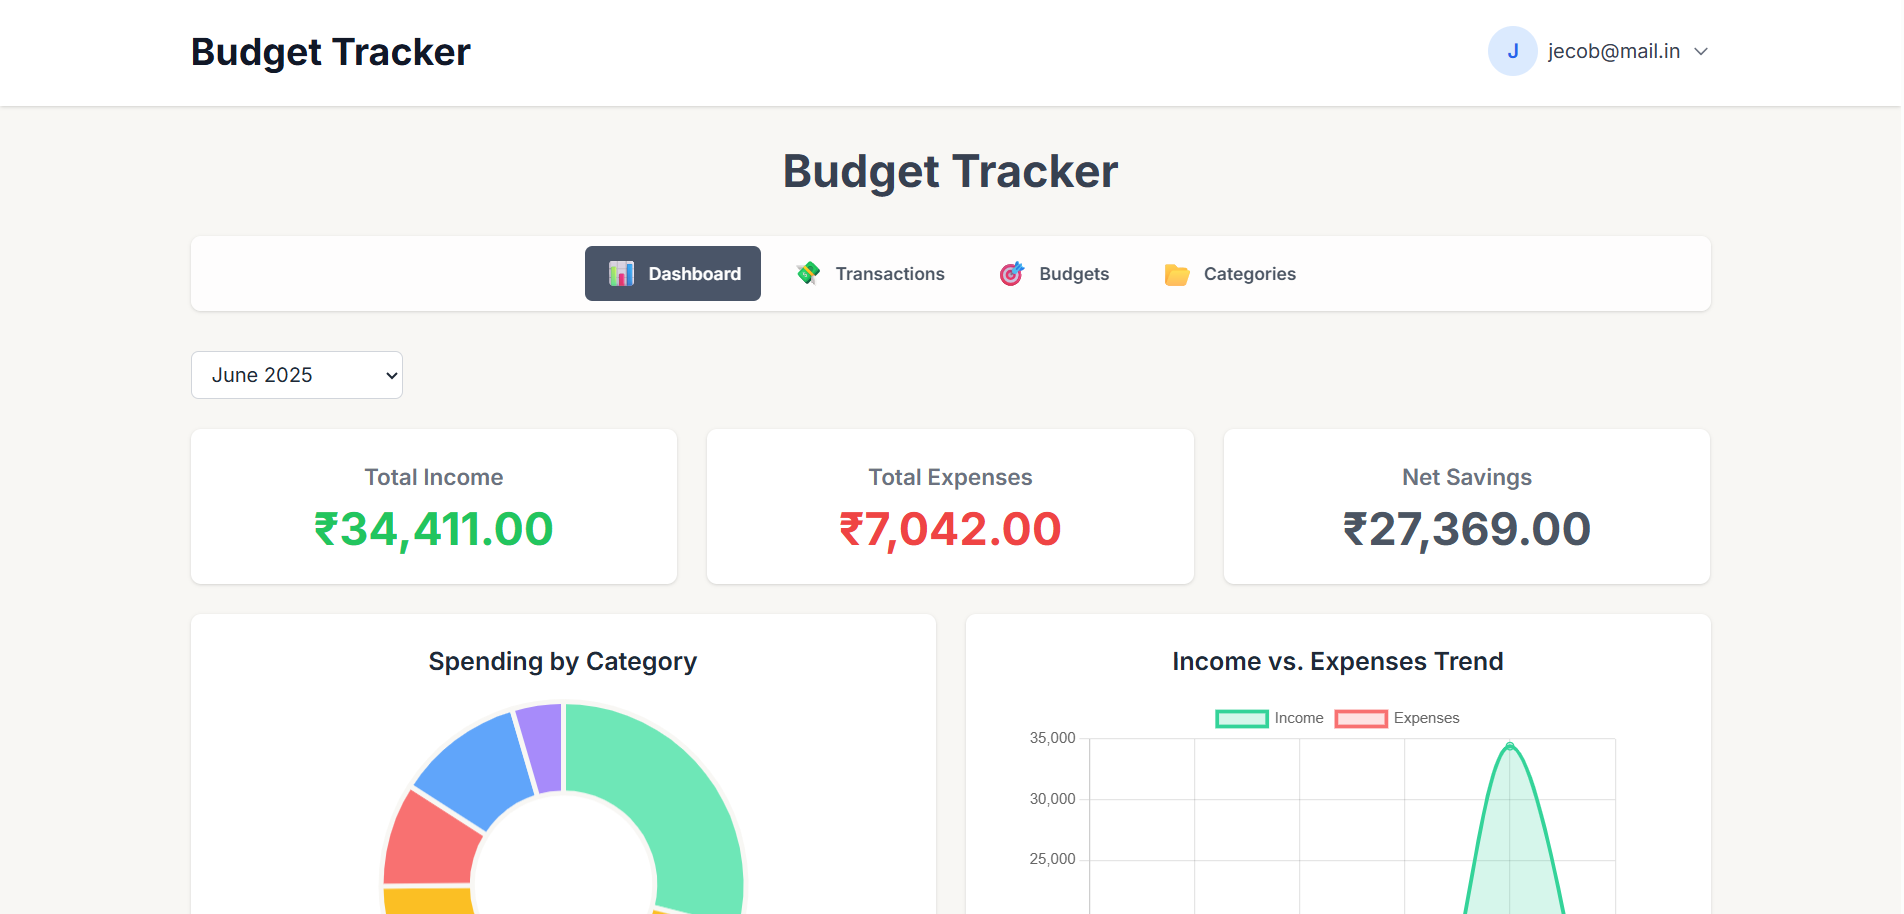 Budget Tracker
J jecob@mail.in
Budget Tracker
Dashboard Transactions Budgets Categories
June 2025
Total Income Total Expenses Net Savings
₹34,411.00 ₹7,042.00 ₹27,369.00
Spending by Category Income vs. Expenses Trend
Income Expenses
35,000
30,000
25,000